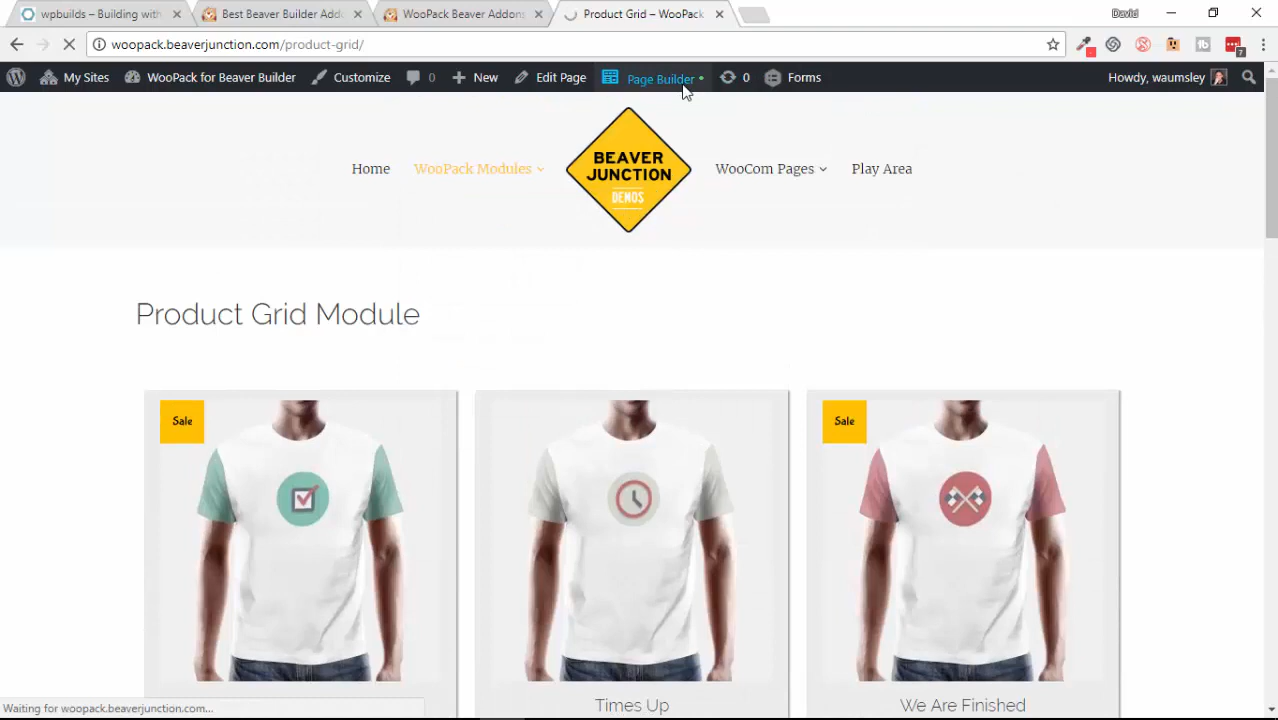 wpbuilds – Building with
Best Beaver Builder Add
WooPack Beaver Addons
Product Grid – WooPack
David
woopack.beaverjunction.com/product-grid/
7
My Sites
WooPack for Beaver Builder
Customize
0
New
Edit Page
Page Builder
0
Forms
Howdy, waumsley
Home
WooPack Modules
BEAVER
JUNCTION
DEMOS
WooCom Pages
Play Area
Product Grid Module
Sale
Sale
Times Up
We Are Finished
Waiting for woopack.beaverjunction.com...